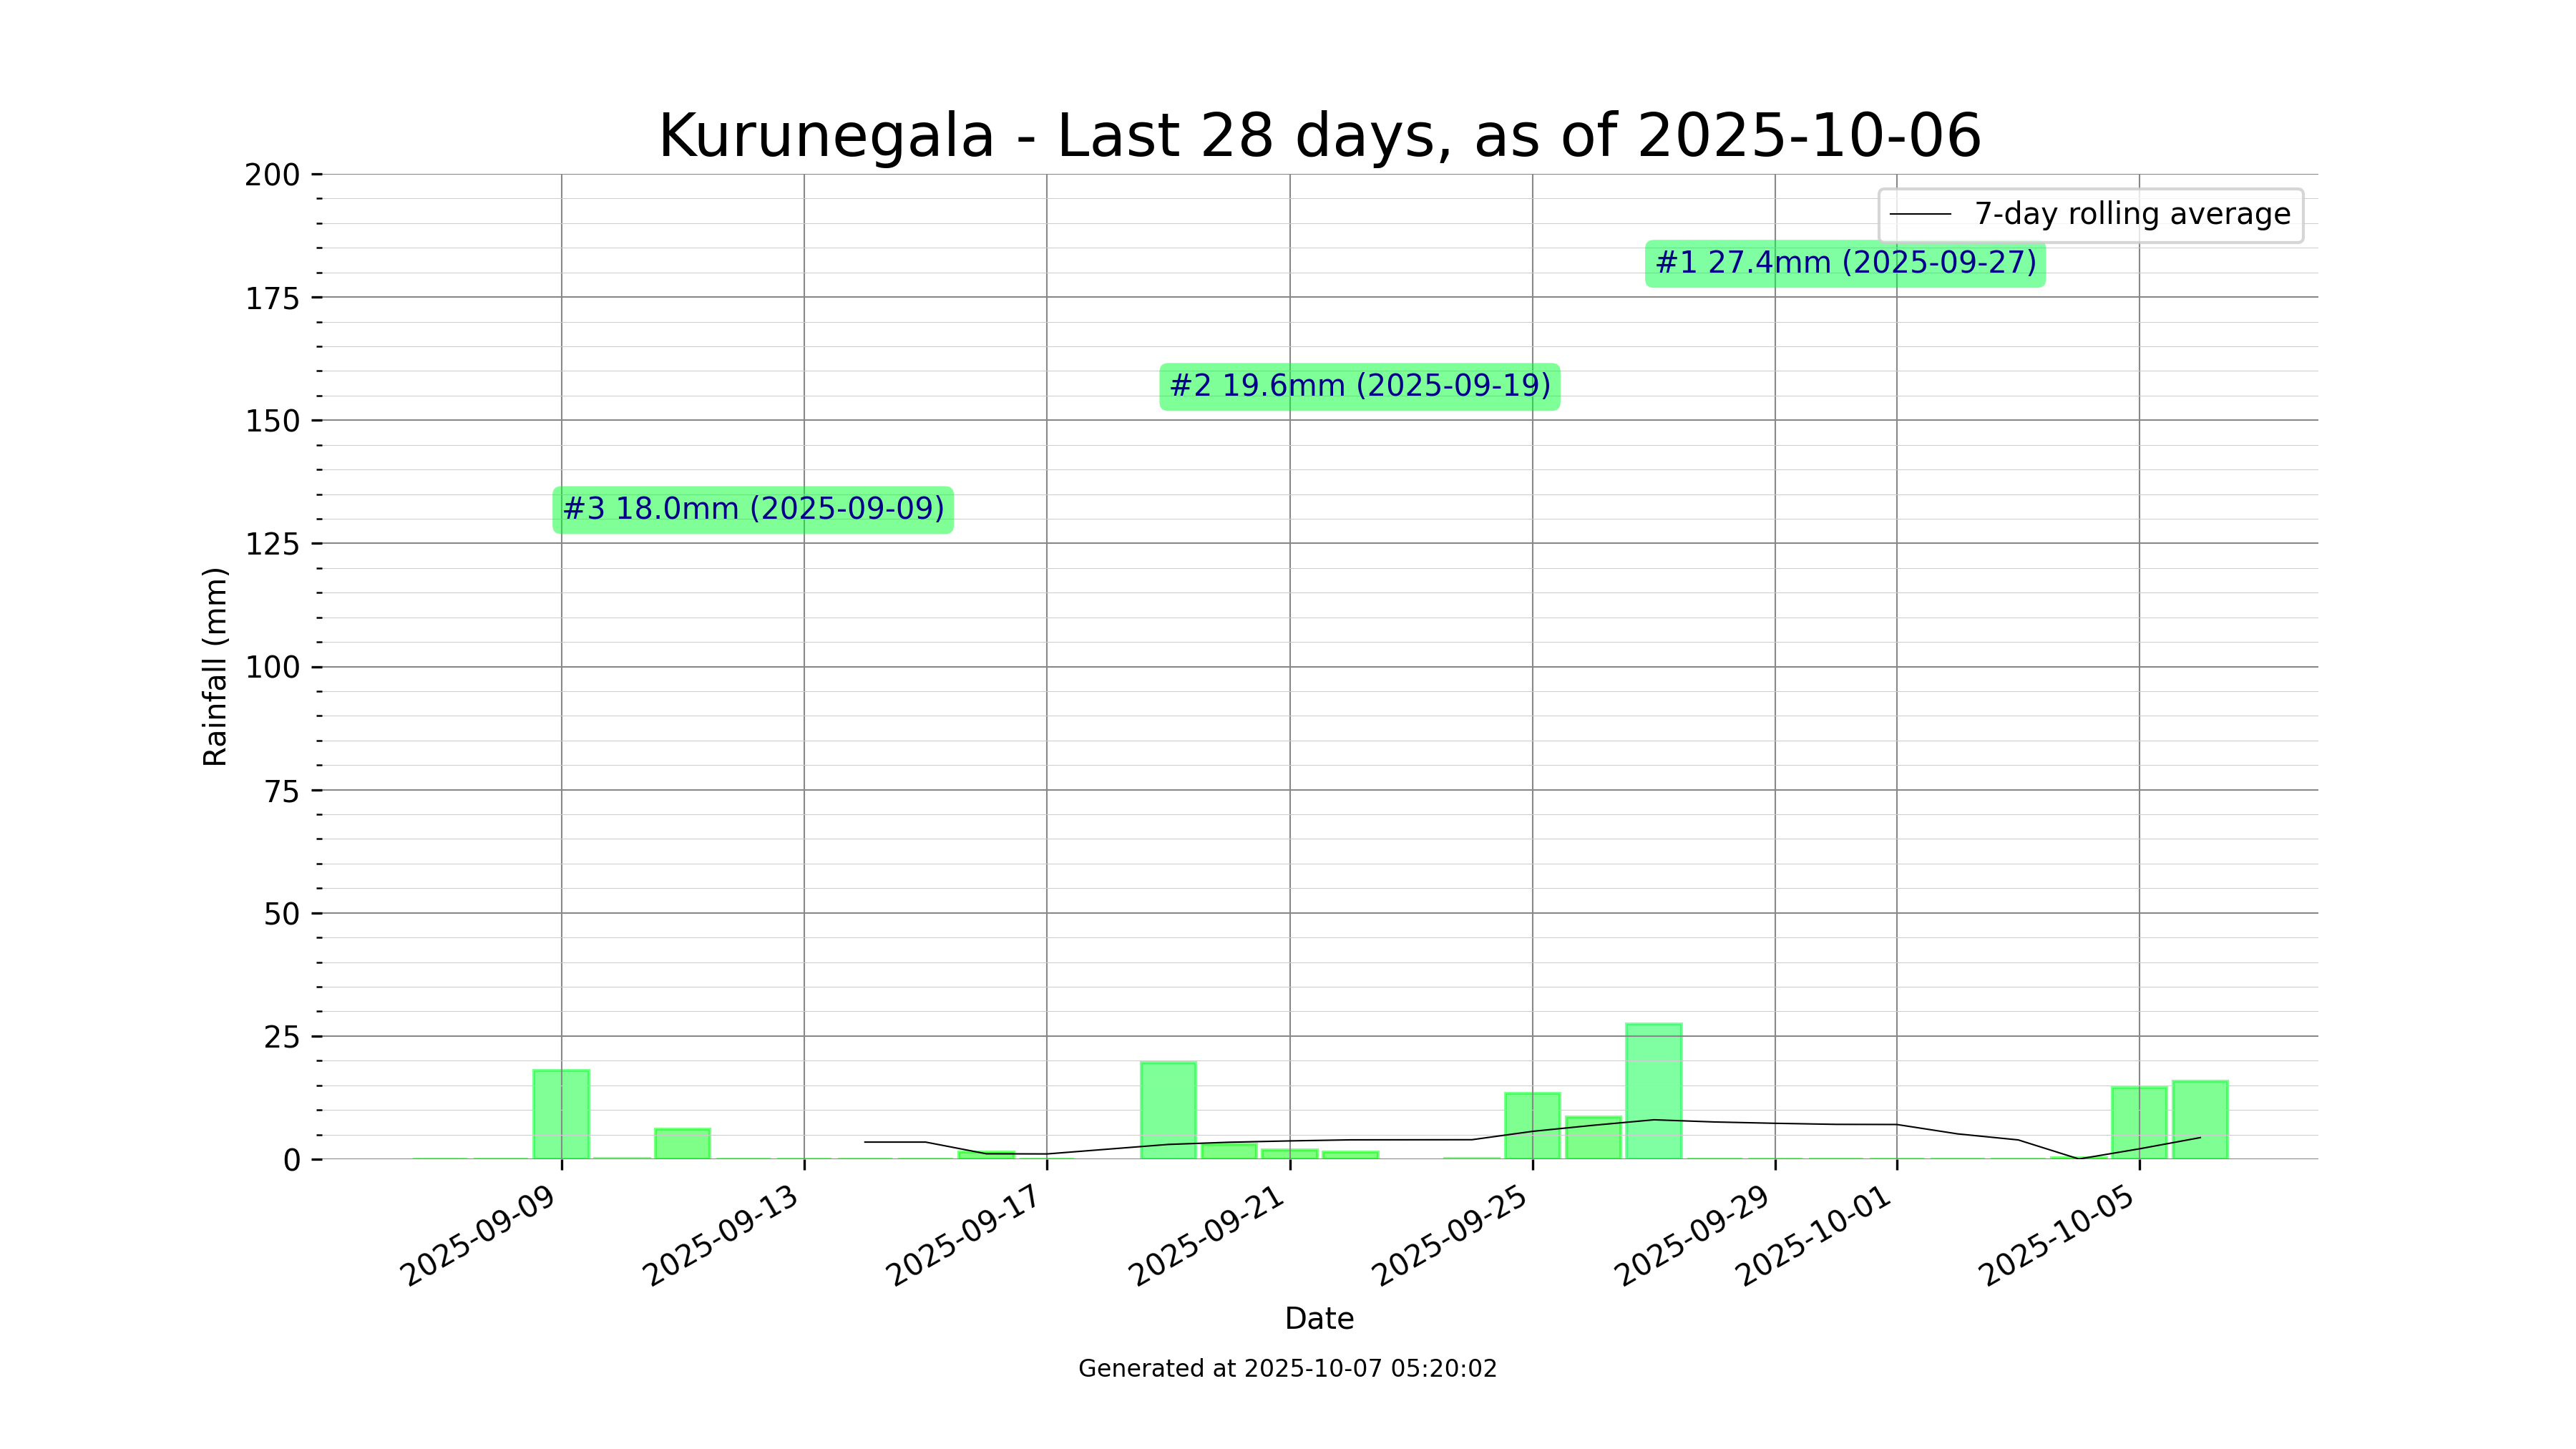 Kurunegala - Last 28 days, as of 2025-10-06
7-day rolling average
#1 27.4mm (2025-09-27)
#2 19.6mm (2025-09-19)
#3 18.0mm (2025-09-09)
Rainfall (mm)
200
175
150
125
100
75
50
25
0
2025-09-09
2025-09-13
2025-09-17
2025-09-21
2025-09-25
2025-09-29
2025-10-01
2025-10-05
Date
Generated at 2025-10-07 05:20:02